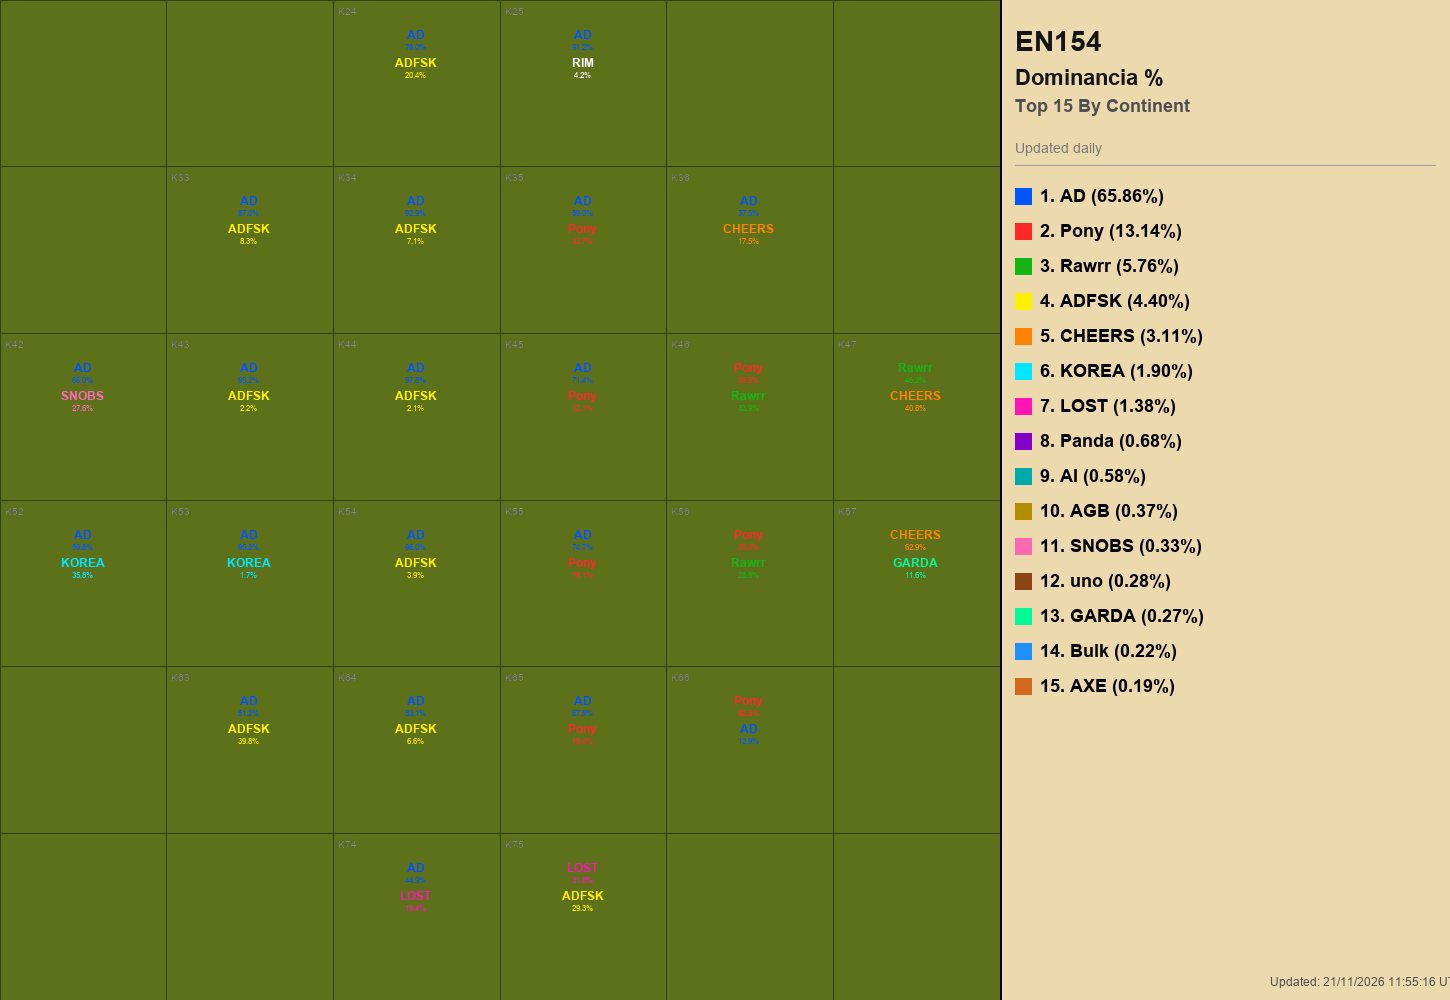 K24
AD
ADFSK
20.4%
K25
AD
RIM
4.2%
K33
AD
ADFSK
8.3%
K34
AD
ADFSK
7.1%
K35
AD
Pony
K36
AD
CHEERS
17.5%
K42
AD
SNOBS
27.6%
K43
AD
ADFSK
2.2%
K44
AD
ADFSK
2.1%
K45
AD
Pony
K46
Pony
Rawrr
K47
Rawrr
CHEERS
40.8%
K52
AD
KOREA
35.8%
K53
AD
KOREA
1.7%
K54
AD
ADFSK
3.9%
K55
AD
Pony
K56
Pony
Rawrr
K57
CHEERS
62.9%
GARDA
11.6%
K63
AD
ADFSK
39.8%
K64
AD
ADFSK
6.6%
K65
AD
Pony
K66
Pony
AD
K74
AD
LOST
K75
LOST
ADFSK
29.3%
EN154
Dominancia %
Top 15 By Continent
Updated daily
1. AD (65.86%)
2. Pony (13.14%)
3. Rawrr (5.76%)
4. ADFSK (4.40%)
5. CHEERS (3.11%)
6. KOREA (1.90%)
7. LOST (1.38%)
8. Panda (0.68%)
9. AI (0.58%)
10. AGB (0.37%)
11. SNOBS (0.33%)
12. uno (0.28%)
13. GARDA (0.27%)
14. Bulk (0.22%)
15. AXE (0.19%)
Updated: 21/11/2026 11:55:16